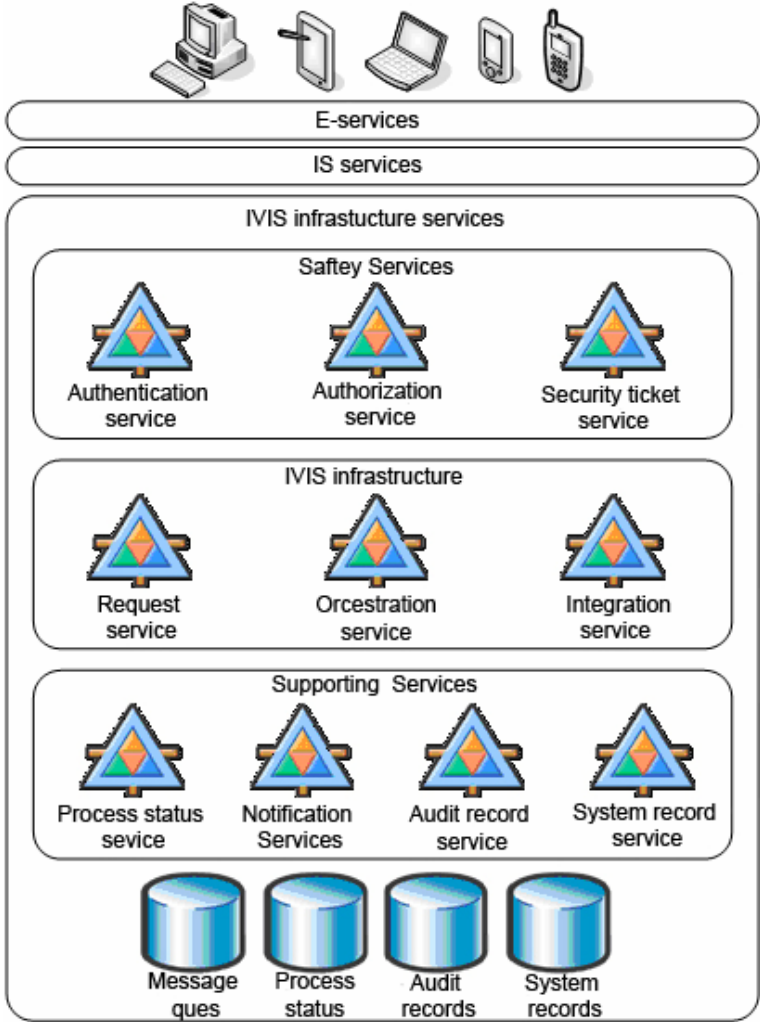 E-services
IS services
IVIS infrastucture services
Saftey Services
Authentication
service
Authorization
service
Security ticket
service
IVIS infrastructure
Request
service
Orcestration
service
Integration
service
Supporting Services
Process status
sevice
Notification
Services
Audit record
service
System record
service
Message
ques
Process
status
Audit
records
System
records